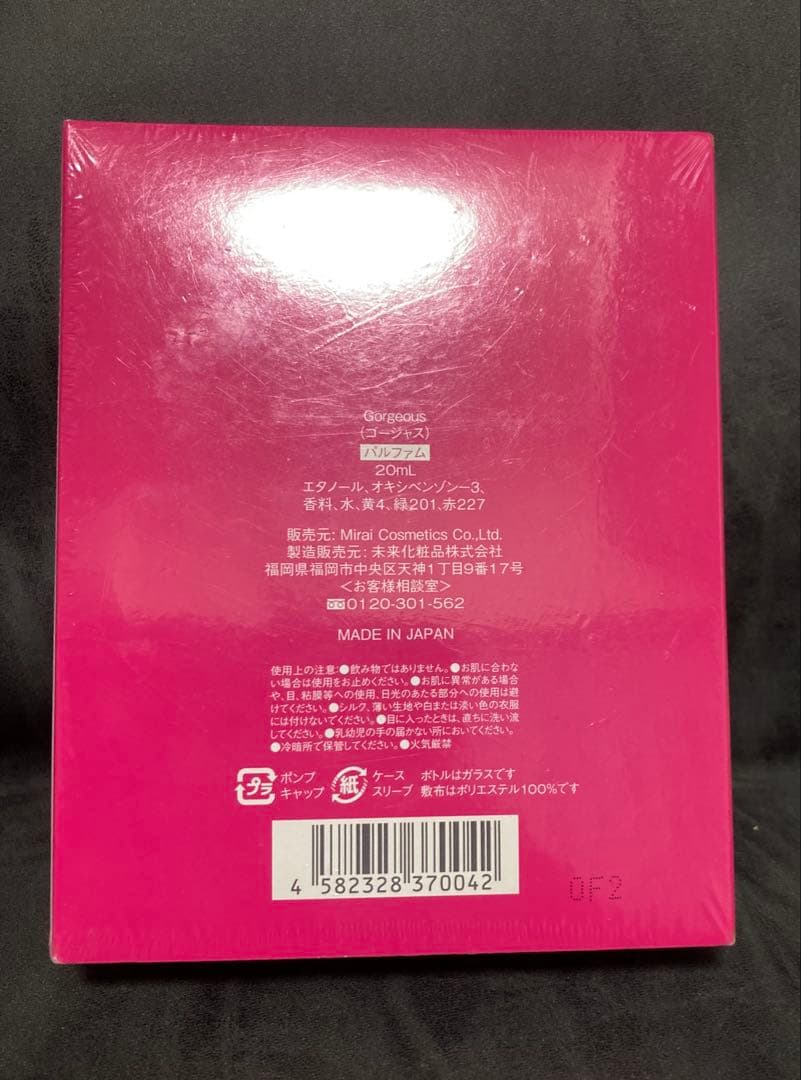 Gorgeous
(ゴージャス)
パルファム
20mL
エタノール、オキシベンゾン－3、
香料、水、黄4、緑201、赤227
販売元: Mirai Cosmetics Co.,Ltd.
製造販売元: 未来化粧品株式会社
福岡県福岡市中央区天神1丁目9番17号
＜お客様相談室＞
0120-301-562
MADE IN JAPAN
使用上の注意:●飲み物ではありません。●お肌に合わな
い場合は使用をお止めください。●お肌に異常がある場合
や、目、粘膜等への使用、日光のあたる部分への使用は避
けてください。●シルク、薄い生地や白または淡い色の衣服
には付けないでください。●目に入ったときは、直ちに洗い流
してください。●乳幼児の手の届かない所においてください。
●冷暗所で保管してください。●火気厳禁
プラ ポンプ 紙 ケース ボトルはガラスです
キャップ スリーブ 敷布はポリエステル100%です
4 582328 370042
0F2